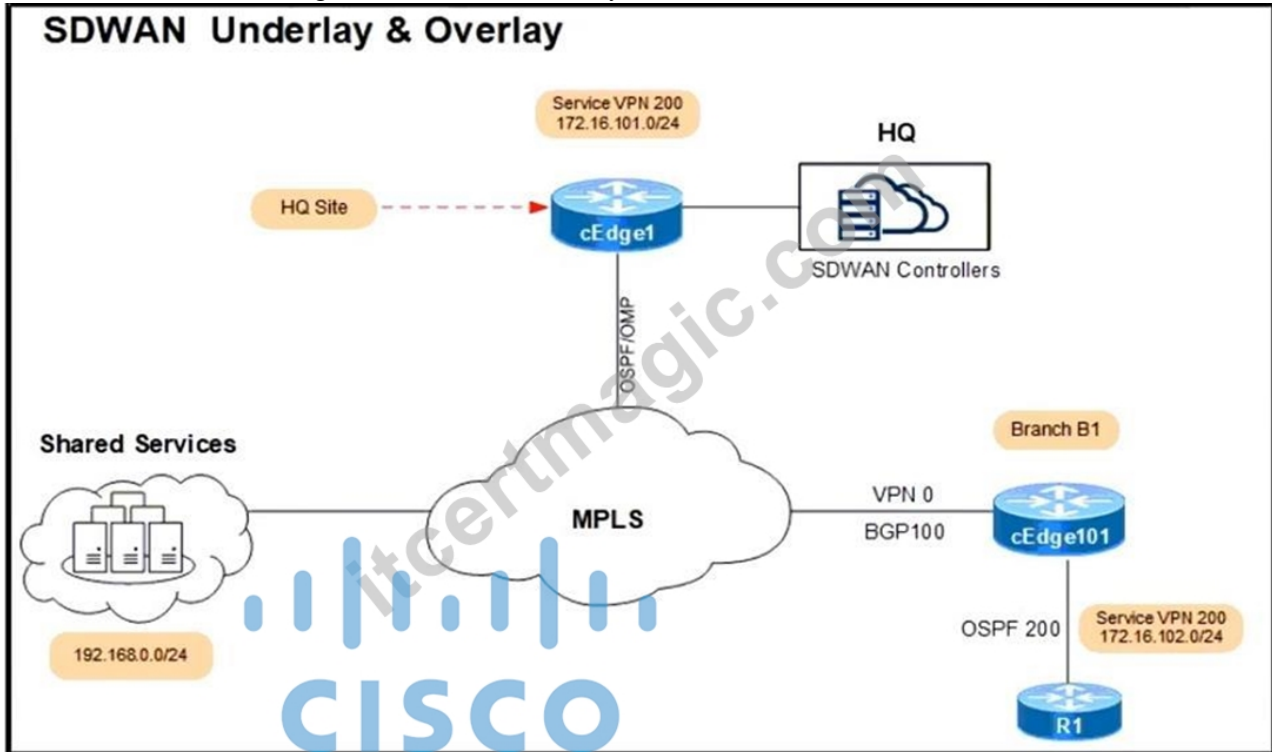 SDWAN Underlay & Overlay
Service VPN 200
172.16.101.0/24
HQ
HQ Site
cEdge1
SDWAN Controllers
OSPF/OMP
Shared Services
Branch B1
MPLS
VPN 0
BGP100
cEdge101
OSPF 200
Service VPN 200
172.16.102.0/24
192.168.0.0/24
R1
CISCO
itcertmagic.com